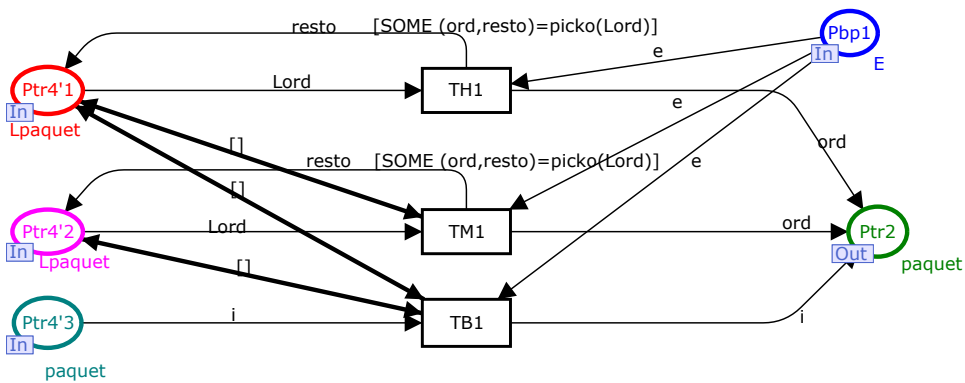 resto [SOME (ord,resto)=picko(Lord)]
Pbp1
In
E
e
Ptr4'1
In
Lpaquet
Lord
TH1
e
[]
ord
resto [SOME (ord,resto)=picko(Lord)]
e
[]
Ptr4'2
In
Lpaquet
Lord
TM1
ord
Ptr2
Out
paquet
[]
Ptr4'3
In
paquet
i
TB1
i